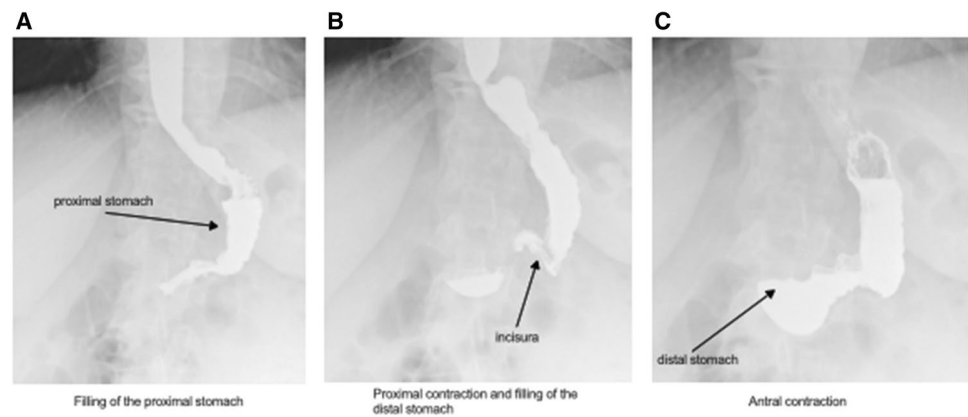 A
B
C
proximal stomach
incisura
distal stomach
Filling of the proximal stomach
Proximal contraction and filling of the
distal stomach
Antral contraction